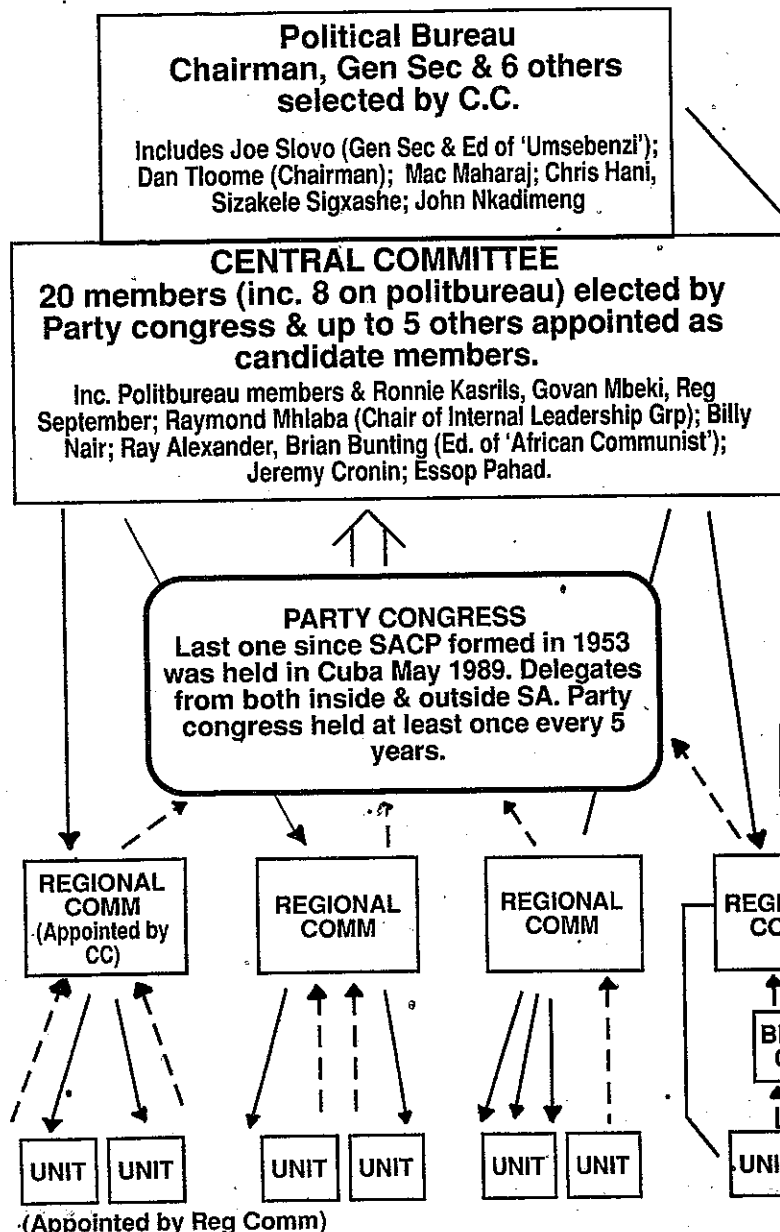 Political Bureau
Chairman, Gen Sec & 6 others
selected by C.C.
Includes Joe Slovo (Gen Sec & Ed of 'Umsebenzi');
Dan Tloome (Chairman); Mac Maharaj; Chris Hani,
Sizakele Sigxashe; John Nkadimeng
CENTRAL COMMITTEE
20 members (inc. 8 on politbureau) elected by
Party congress & up to 5 others appointed as
candidate members.
Inc. Politbureau members & Ronnie Kasrils, Govan Mbeki, Reg
September; Raymond Mhlaba (Chair of Internal Leadership Grp); Billy
Nair; Ray Alexander, Brian Bunting (Ed. of 'African Communist');
Jeremy Cronin; Essop Pahad.
PARTY CONGRESS
Last one since SACP formed in 1953
was held in Cuba May 1989. Delegates
from both inside & outside SA. Party
congress held at least once every 5
years.
REGIONAL
COMM
(Appointed by
CC)
REGIONAL
COMM
REGIONAL
COMM
UNIT
UNIT
UNIT
UNIT
UNIT
UNIT
(Appointed by Reg Comm)